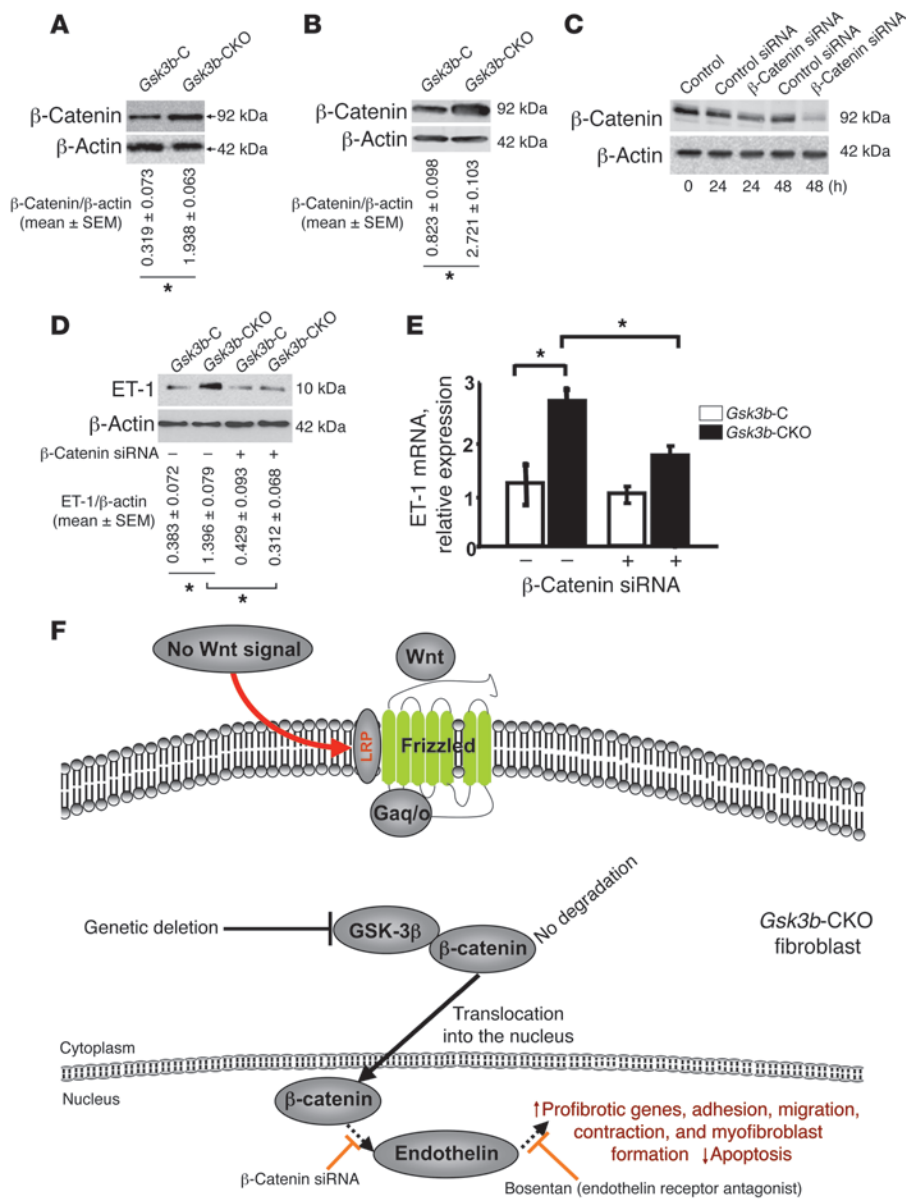 A
Gsk3b-C
Gsk3b-CKO
β-Catenin
92 kDa
β-Actin
42 kDa
β-Catenin/β-actin
(mean ± SEM)
0.319 ± 0.073
1.938 ± 0.063
*
B
Gsk3b-C
Gsk3b-CKO
β-Catenin
92 kDa
β-Actin
42 kDa
β-Catenin/β-actin
(mean ± SEM)
0.823 ± 0.098
2.721 ± 0.103
*
C
Control
Control siRNA
β-Catenin siRNA
Control siRNA
β-Catenin siRNA
β-Catenin
92 kDa
β-Actin
42 kDa
0 24 24 48 48 (h)
D
Gsk3b-C
Gsk3b-CKO
Gsk3b-C
Gsk3b-CKO
ET-1
10 kDa
β-Actin
42 kDa
β-Catenin siRNA − − + +
ET-1/β-actin
(mean ± SEM)
0.383 ± 0.072
1.396 ± 0.079
0.429 ± 0.093
0.312 ± 0.068
*
*
E
*
*
3
2
1
0
ET-1 mRNA,
relative expression
Gsk3b-C
Gsk3b-CKO
− − + +
β-Catenin siRNA
F
No Wnt signal
Wnt
LRP
Frizzled
Gaq/o
Genetic deletion
GSK-3β
β-catenin
No degradation
Gsk3b-CKO
fibroblast
Translocation
into the nucleus
Cytoplasm
Nucleus
β-catenin
↑Profibrotic genes, adhesion, migration,
contraction, and myofibroblast
formation ↓Apoptosis
Endothelin
β-Catenin siRNA
Bosentan (endothelin receptor antagonist)